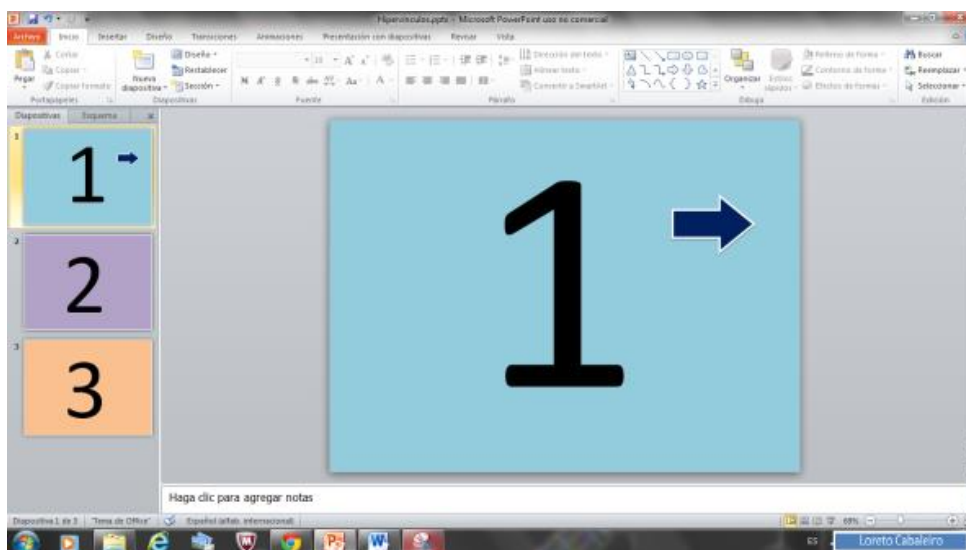 Hipervinculos.pptx - Microsoft PowerPoint uso no comercial
Archivo Inicio Insertar Diseño Transiciones Animaciones Presentación con diapositivas Revisar Vista
Cortar
Copiar
Copiar formato
Pegar
Portapapeles
Nueva
diapositiva
Diseño
Restablecer
Sección
Diapositivas
N K S
Aa A
Fuente
Dirección del texto
Alinear texto
Convertir a SmartArt
Párrafo
Organizar
Estilos
rápidos
Relleno de forma
Contorno de forma
Efectos de formas
Dibujo
Buscar
Reemplazar
Seleccionar
Edición
Diapositivas Esquema
1
1
2
2
3
3
1
Haga clic para agregar notas
Diapositiva 1 de 3 "Tema de Office" Español (alfab. internacional) 69%
ES
Loreto Cabaleiro